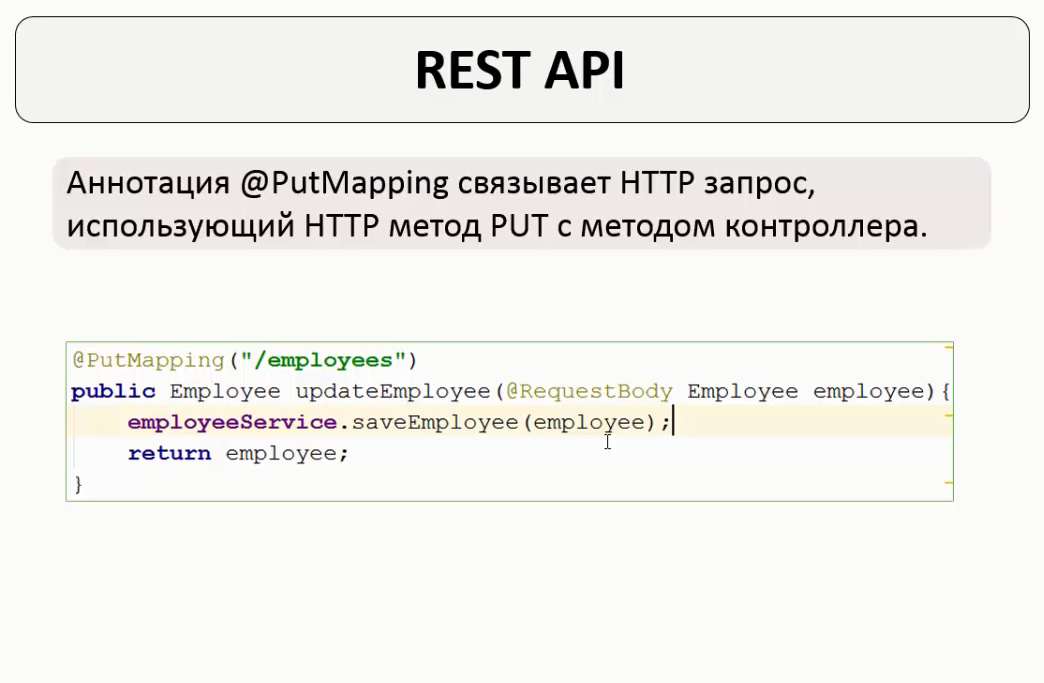 REST API
Аннотация @PutMapping связывает HTTP запрос,
использующий HTTP метод PUT с методом контроллера.
@PutMapping("/employees")
public Employee updateEmployee(@RequestBody Employee employee){
employeeService.saveEmployee(employee);
return employee;
}